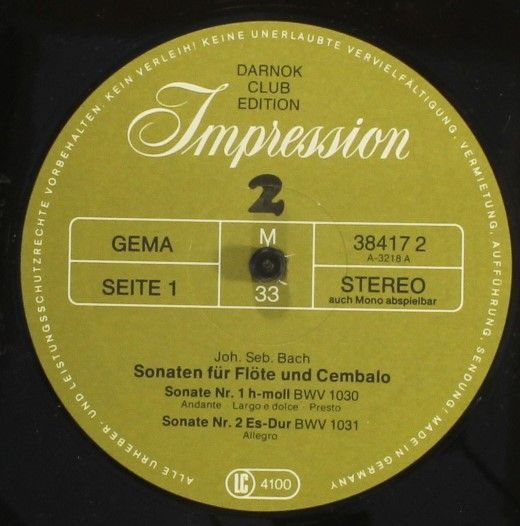 ALLE URHEBER- UND LEISTUNGSSCHUTZRECHTE VORBEHALTEN. KEIN VERLEIH! KEINE UNERLAUBTE VERVIELFÄLTIGUNG, VERMIETUNG, AUFFÜHRUNG, SENDUNG! MADE IN GERMANY
DARNOK
CLUB
EDITION
Impression
2
GEMA
M
38417 2
A-3218 A
SEITE 1
33
STEREO
auch Mono abspielbar
Joh. Seb. Bach
Sonaten für Flöte und Cembalo
Sonate Nr. 1 h-moll BWV 1030
Andante · Largo e dolce · Presto
Sonate Nr. 2 Es-Dur BWV 1031
Allegro
LC 4100